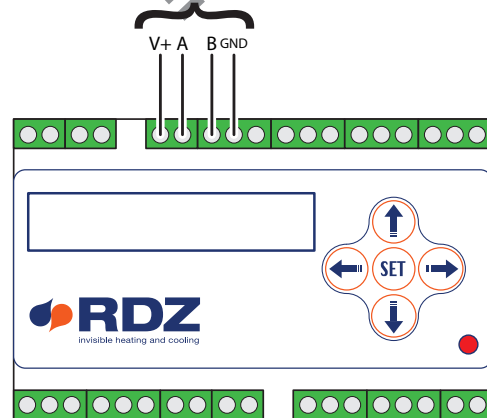 V+ A B GND
SET
RDZ
invisible heating and cooling